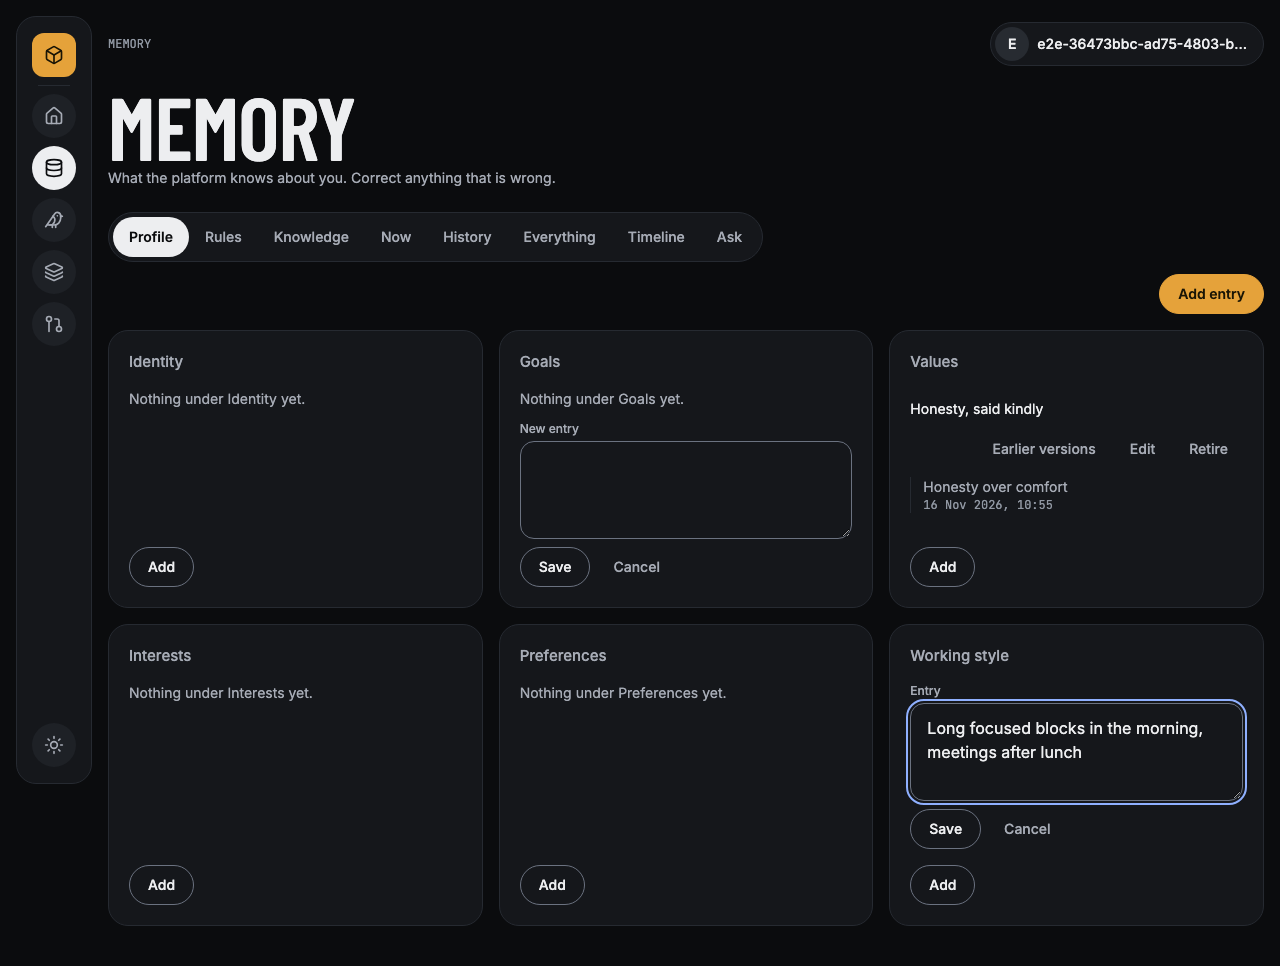 MEMORY
E
e2e-36473bbc-ad75-4803-b...
MEMORY
What the platform knows about you. Correct anything that is wrong.
Profile
Rules
Knowledge
Now
History
Everything
Timeline
Ask
Add entry
Identity
Nothing under Identity yet.
Add
Goals
Nothing under Goals yet.
New entry
Save
Cancel
Values
Honesty, said kindly
Earlier versions
Edit
Retire
Honesty over comfort
16 Nov 2026, 10:55
Add
Interests
Nothing under Interests yet.
Add
Preferences
Nothing under Preferences yet.
Add
Working style
Entry
Long focused blocks in the morning,
meetings after lunch
Save
Cancel
Add